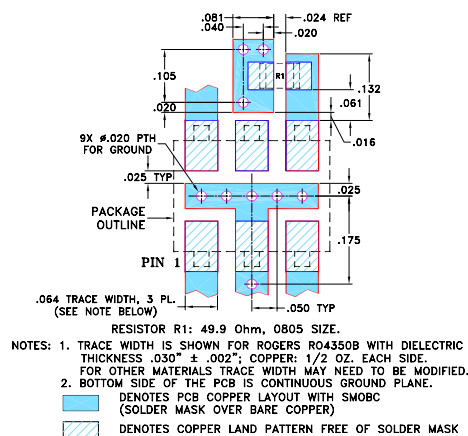 .081
.024 REF
.040
.020
R1
.105
.132
.061
.020
.016
9X ø.020 PTH
FOR GROUND
.025 TYP
.025
PACKAGE
OUTLINE
.175
PIN 1
.064 TRACE WIDTH, 3 PL.
(SEE NOTE BELOW)
.050 TYP
RESISTOR R1: 49.9 Ohm, 0805 SIZE.
NOTES: 1. TRACE WIDTH IS SHOWN FOR ROGERS RO4350B WITH DIELECTRIC
THICKNESS .030" ± .002"; COPPER: 1/2 OZ. EACH SIDE.
FOR OTHER MATERIALS TRACE WIDTH MAY NEED TO BE MODIFIED.
2. BOTTOM SIDE OF THE PCB IS CONTINUOUS GROUND PLANE.
DENOTES PCB COPPER LAYOUT WITH SMOBC
(SOLDER MASK OVER BARE COPPER)
DENOTES COPPER LAND PATTERN FREE OF SOLDER MASK